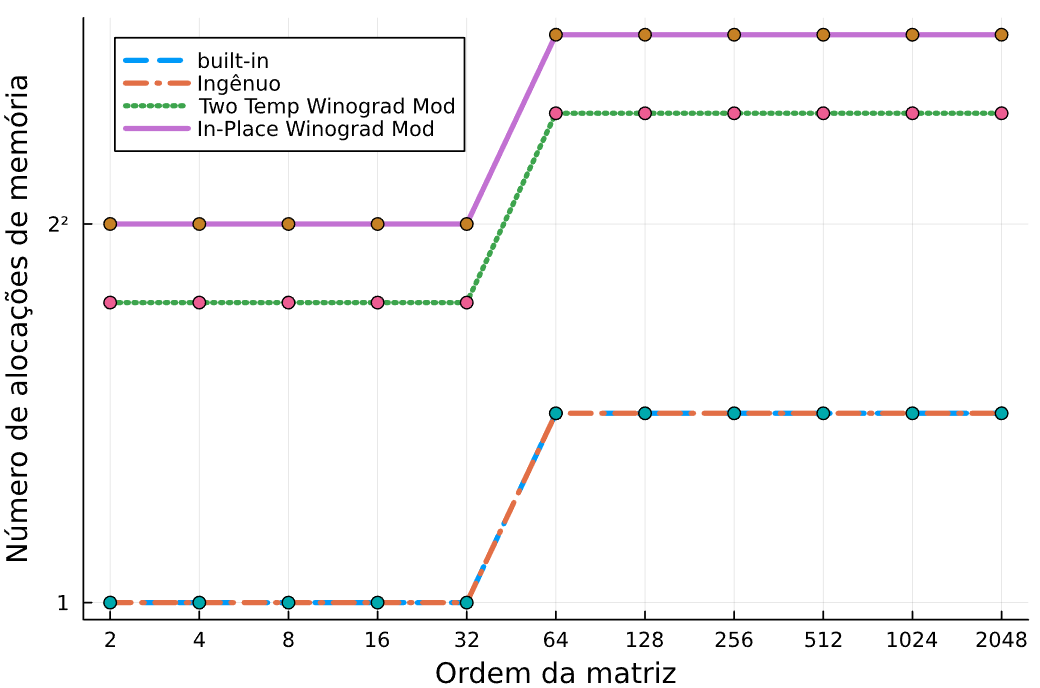 Número de alocações de memória
built-in
Ingênuo
Two Temp Winograd Mod
In-Place Winograd Mod
2²
1
2 4 8 16 32 64 128 256 512 1024 2048
Ordem da matriz